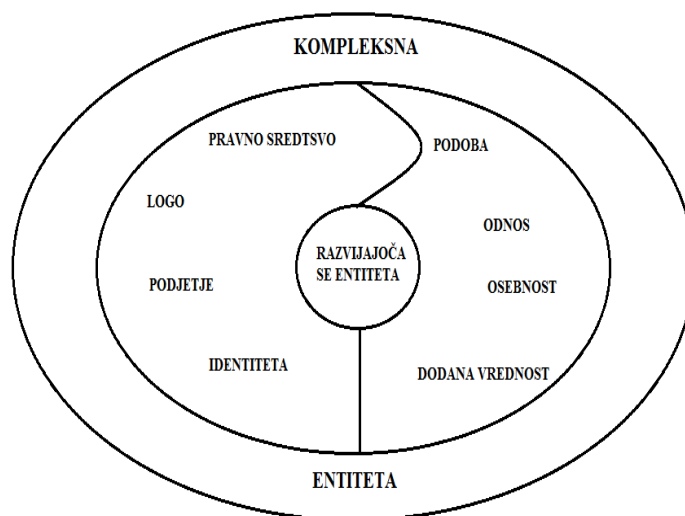 KOMPLEKSNA
PRAVNO SREDTSVO
PODOBA
LOGO
ODNOS
RAZVIJAJOČA
SE ENTITETA
PODJETJE
OSEBNOST
IDENTITETA
DODANA VREDNOST
ENTITETA